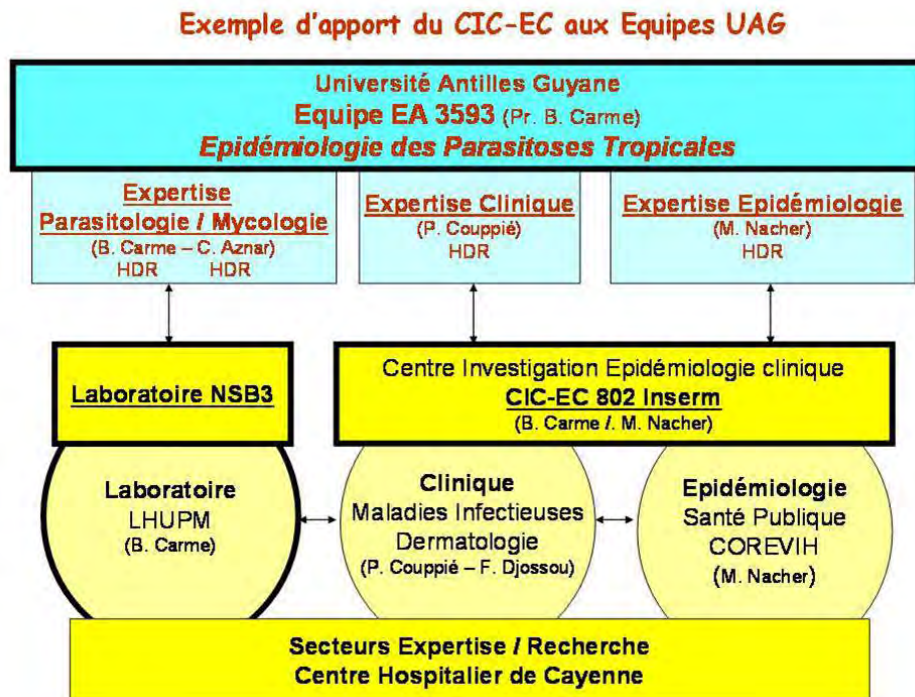 Exemple d'apport du CIC-EC aux Equipes UAG
Université Antilles Guyane
Equipe EA 3593 (Pr. B. Carme)
Epidémiologie des Parasitoses Tropicales
Expertise
Parasitologie / Mycologie
(B. Carme – C. Aznar)
HDR HDR
Expertise Clinique
(P. Couppié)
HDR
Expertise Epidémiologie
(M. Nacher)
HDR
Laboratoire NSB3
Centre Investigation Epidémiologie clinique
CIC-EC 802 Inserm
(B. Carme /. M. Nacher)
Laboratoire
LHUPM
(B. Carme)
Clinique
Maladies Infectieuses
Dermatologie
(P. Couppié – F. Djossou)
Epidémiologie
Santé Publique
COREVIH
(M. Nacher)
Secteurs Expertise / Recherche
Centre Hospitalier de Cayenne